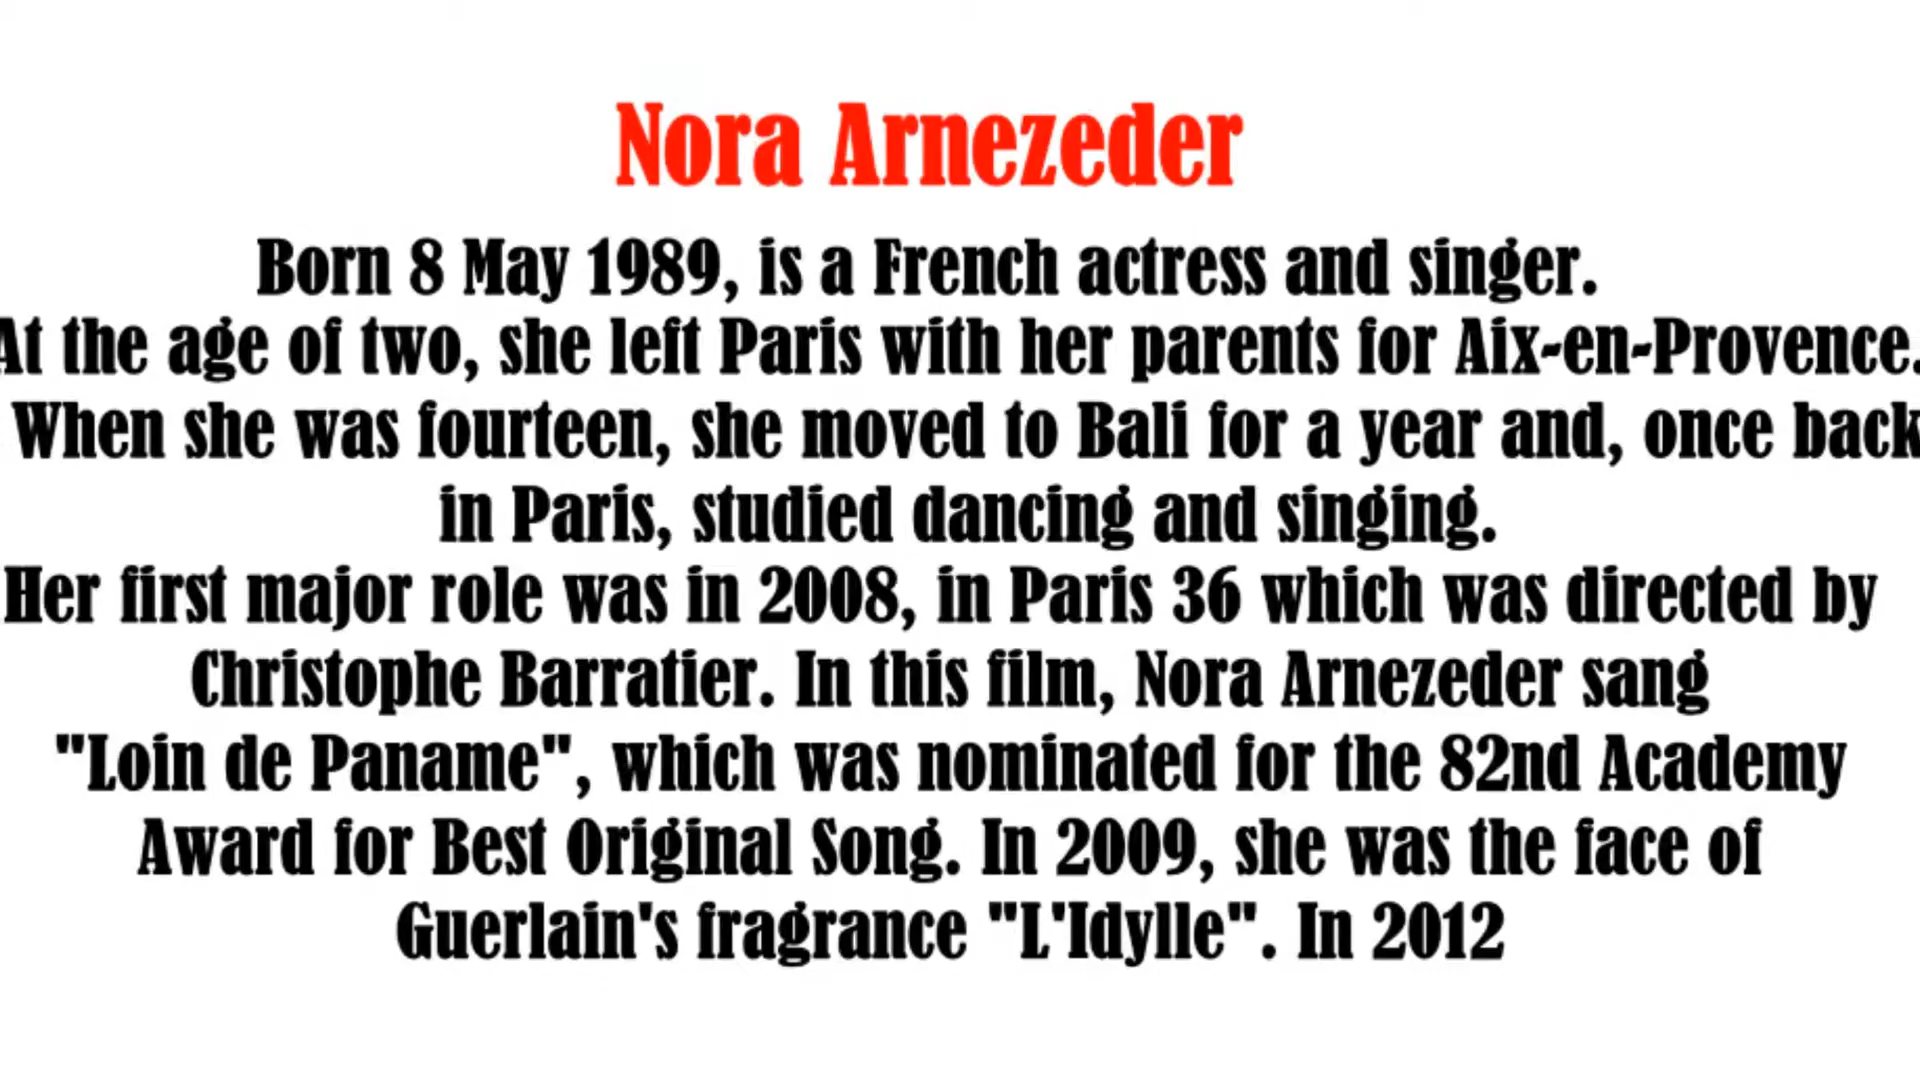 Nora Arnezeder
Born 8 May 1989, is a French actress and singer.
At the age of two, she left Paris with her parents for Aix-en-Provence.
When she was fourteen, she moved to Bali for a year and, once back
in Paris, studied dancing and singing.
Her first major role was in 2008, in Paris 36 which was directed by
Christophe Barratier. In this film, Nora Arnezeder sang
"Loin de Paname", which was nominated for the 82nd Academy
Award for Best Original Song. In 2009, she was the face of
Guerlain's fragrance "L'Idylle". In 2012